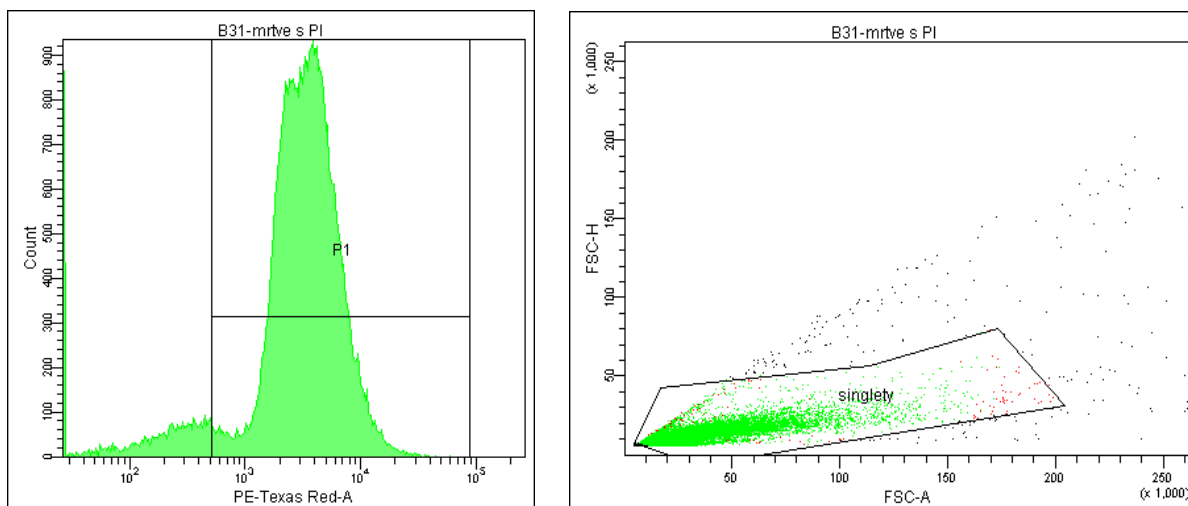 B31-mrtve s PI
Count
900
800
700
600
500
400
300
200
100
0
P1
10²
10³
10⁴
10⁵
PE-Texas Red-A
B31-mrtve s PI
(x 1,000)
FSC-H
250
200
150
100
50
singlety
50
100
150
200
250
FSC-A
(x 1,000)